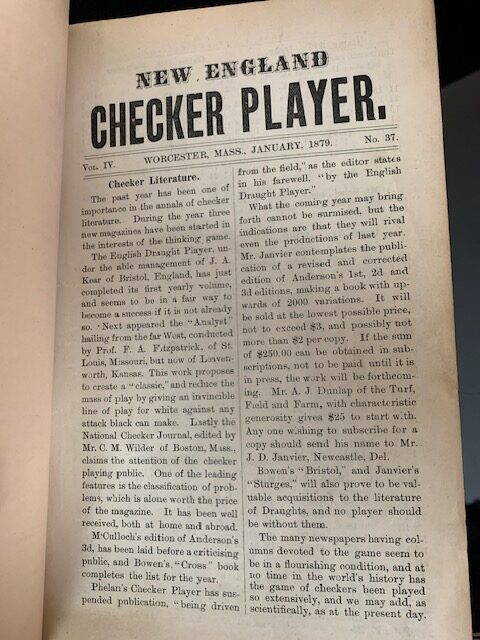 NEW ENGLAND
CHECKER PLAYER.
VOL. IV. WORCESTER, MASS., JANUARY, 1879. No. 37.
Checker Literature.
The past year has been one of
importance in the annals of checker
literature. During the year three
new magazines have been started in
the interests of the thinking game.
The English Draught Player, un-
der the able management of J. A.
Kear of Bristol, England, has just
completed its first yearly volume,
and seems to be in a fair way to
become a success if it is not already
so. Next appeared the "Analyst"
hailing from the far West, conducted
by Prof. F. A. Fitzpatrick, of St.
Louis, Missouri, but now of Leaven-
worth, Kansas. This work proposes
to create a "classic," and reduce the
mass of play by giving an invincible
line of play for white against any
attack black can make. Lastly the
National Checker Journal, edited by
Mr. C. M. Wilder of Boston, Mass.,
claims the attention of the checker
playing public. One of the leading
features is the classification of prob-
lems, which is alone worth the price
of the magazine. It has been well
received, both at home and abroad.
M'Culloch's edition of Anderson's
3d, has been laid before a criticising
public, and Bowen's "Cross" book
completes the list for the year.
Phelan's Checker Player has sus-
pended publication, "being driven
from the field," as the editor states
in his farewell, "by the English
Draught Player."
What the coming year may bring
forth cannot be surmised, but the
indications are that they will rival
even the productions of last year.
Mr. Janvier contemplates the publi-
cation of a revised and corrected
edition of Anderson's 1st, 2d and
3d editions, making a book with up-
wards of 2000 variations. It will
be sold at the lowest possible price,
not to exceed $3, and possibly not
more than $2 per copy. If the sum
of $250.00 can be obtained in sub-
scriptions, not to be paid until it is
in press, the work will be forthcom-
ing. Mr. A. J. Dunlap of the Turf,
Field and Farm, with characteristic
generosity gives $25 to start with.
Any one wishing to subscribe for a
copy should send his name to Mr.
J. D. Janvier, Newcastle, Del.
Bowen's "Bristol," and Janvier's
"Sturges," will also prove to be val-
uable acquisitions to the literature
of Draughts, and no player should
be without them.
The many newspapers having col-
umns devoted to the game seem to
be in a flourishing condition, and at
no time in the world's history has
the game of checkers been played
so extensively, and we may add, as
scientifically, as at the present day.